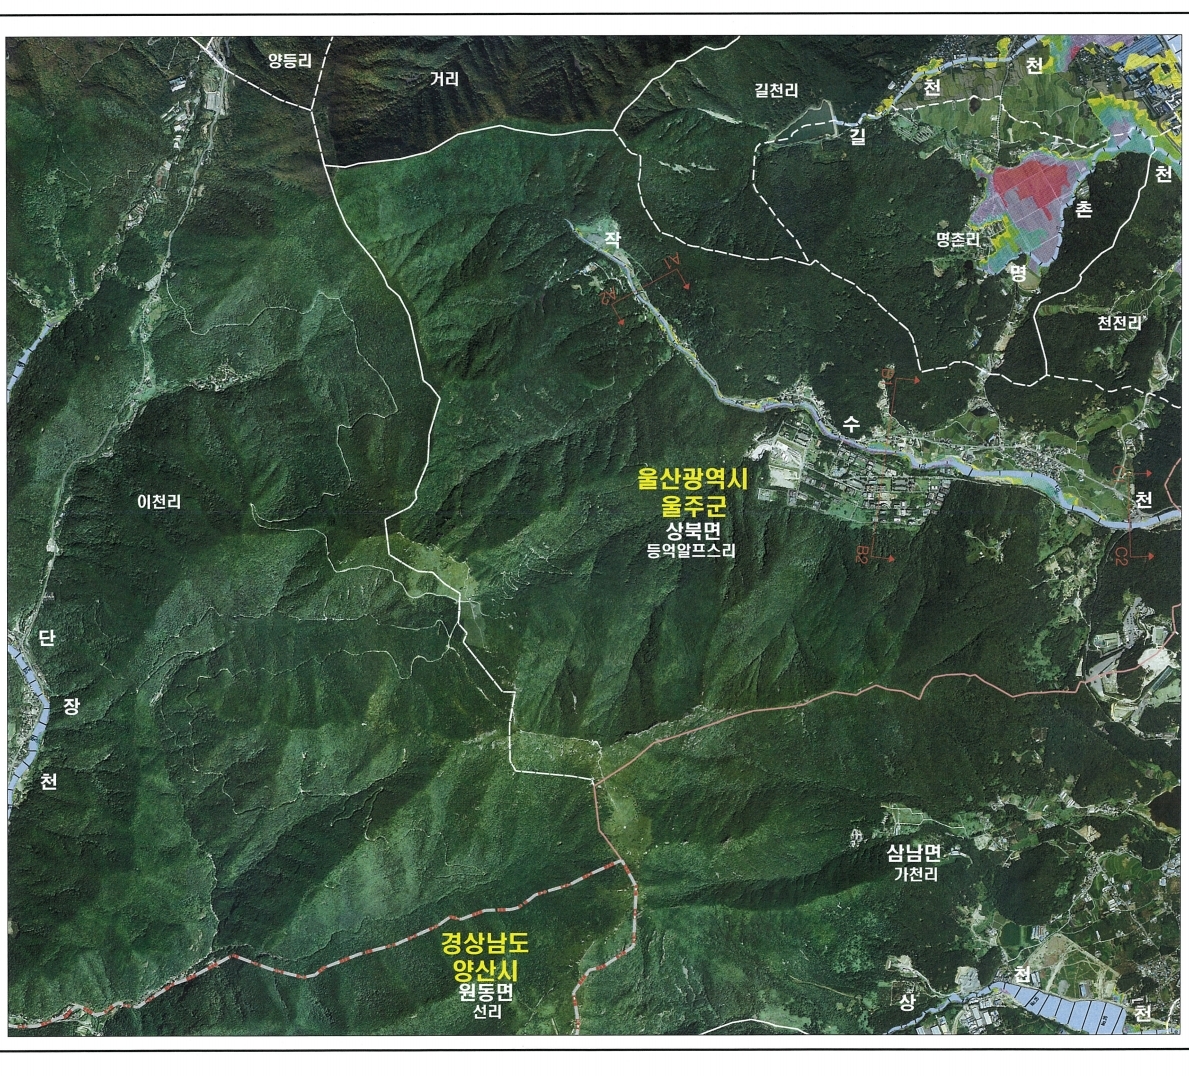 양등리
거리
길천리
천
천
길
천
촌
작
명촌리
명
A1
A2
천전리
B1
수
울산광역시
울주군
상북면
등억알프스리
이천리
천
B2
C2
단
장
천
삼남면
가천리
경상남도
양산시
원동면
선리
천
상
천